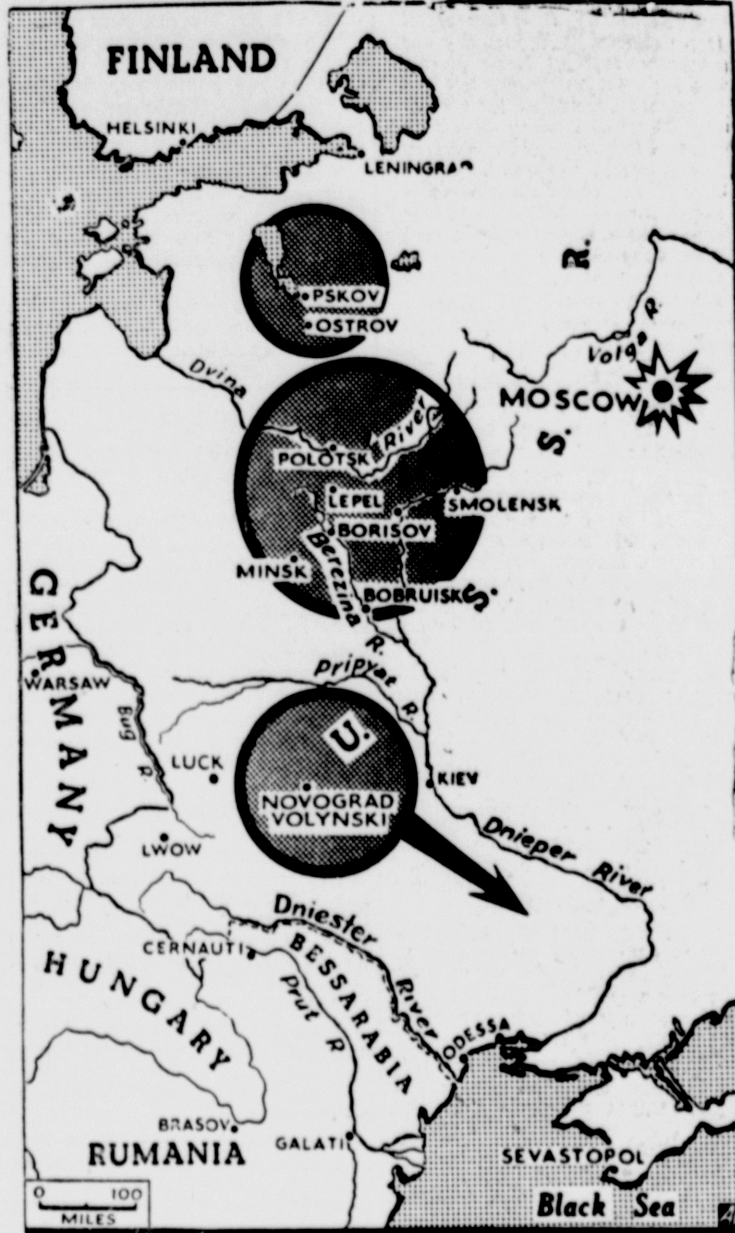 FINLAND
HELSINKI
LENINGRAD
PSKOV
OSTROV
R.
Volga R.
Dvina
MOSCOW
River
S.
POLOTSK
LEPEL
SMOLENSK
BORISOV
MINSK
Berezina R.
BOBRUISK
S.
GERMANY
WARSAW
Pripyat R.
Bug R.
U.
LUCK
KIEV
NOVOGRAD
VOLYNSKI
LWOW
Dnieper River
Dniester River
CERNAUTI
BESSARABIA
HUNGARY
Prut R
ODESSA
BRASOV
RUMANIA
GALATI
SEVASTOPOL
0 100
MILES
Black Sea